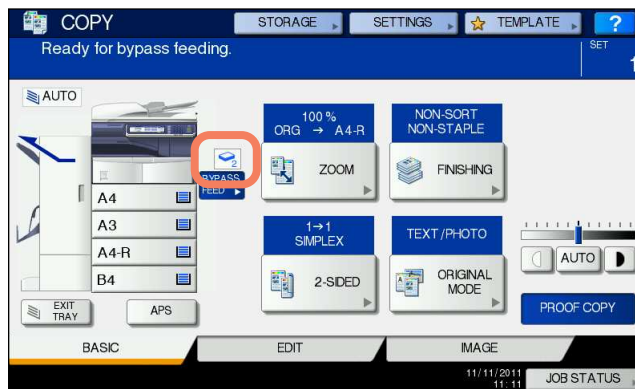 COPY
STORAGE
SETTINGS
TEMPLATE
?
Ready for bypass feeding.
SET
AUTO
100 %
ORG → A4-R
NON-SORT
NON-STAPLE
2
BYPASS
FEED
ZOOM
FINISHING
A4
A3
A4-R
B4
1→1
SIMPLEX
TEXT/PHOTO
2-SIDED
ORIGINAL
MODE
AUTO
EXIT
TRAY
APS
PROOF COPY
BASIC
EDIT
IMAGE
11/11/2011
11:11
JOB STATUS